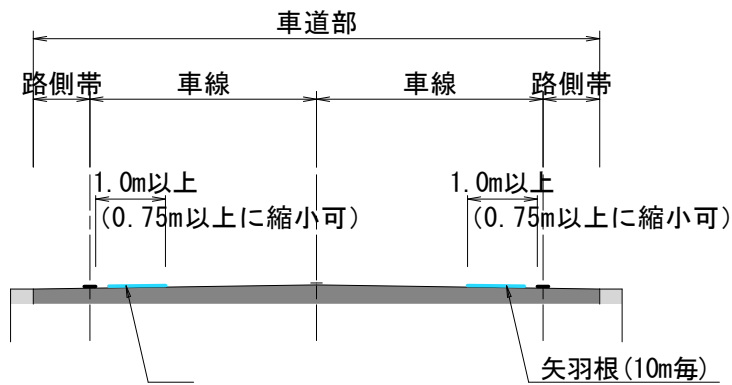 車道部
路側帯 車線 車線 路側帯
1.0m以上 1.0m以上
(0.75m以上に縮小可) (0.75m以上に縮小可)
矢羽根(10m毎)